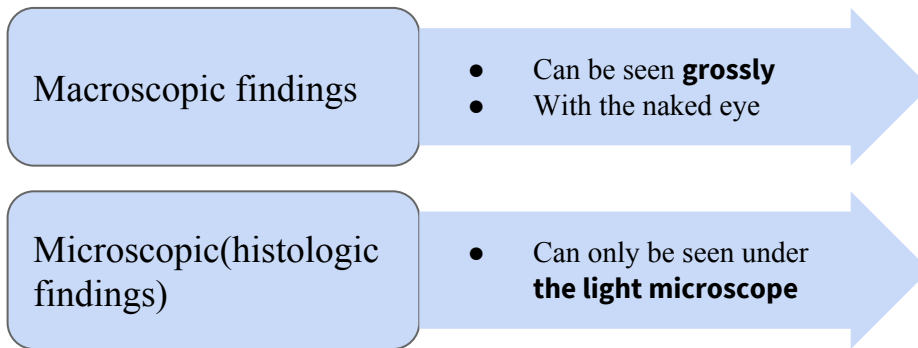 Macroscopic findings
● Can be seen grossly
● With the naked eye
Microscopic(histologic
findings)
● Can only be seen under
the light microscope